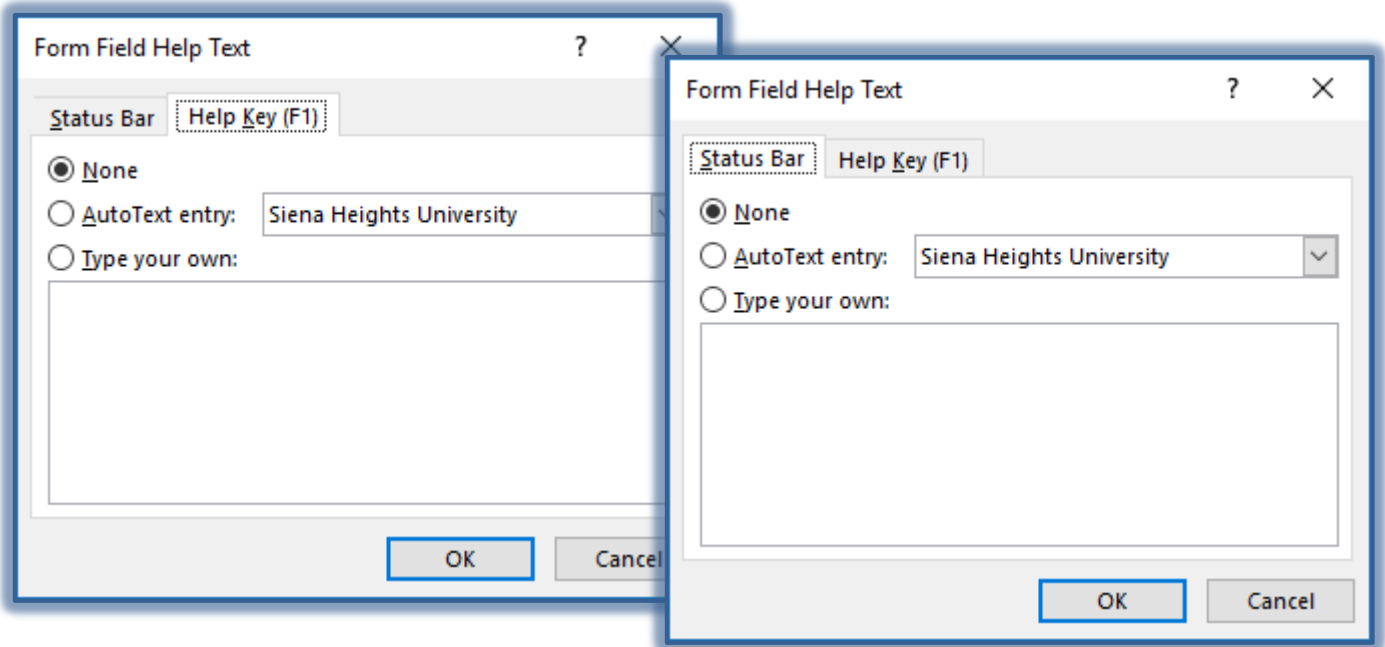 Form Field Help Text ?
Status Bar Help Key (F1)
None
AutoText entry: Siena Heights University
Type your own:
OK Cancel
Form Field Help Text ?
Status Bar Help Key (F1)
None
AutoText entry: Siena Heights University
Type your own:
OK Cancel